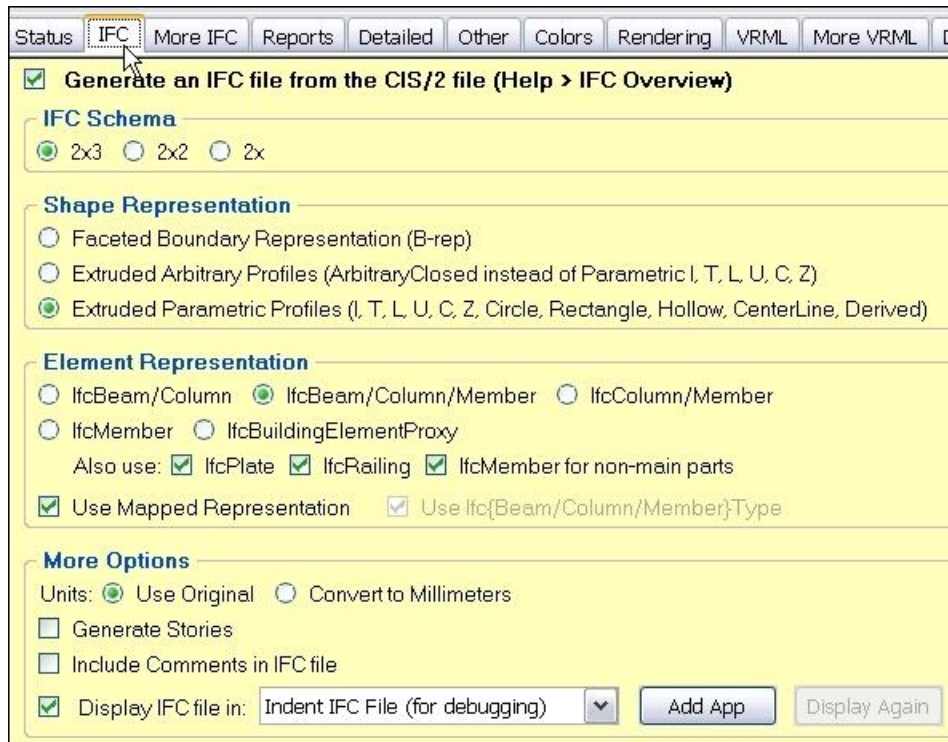 Status IFC More IFC Reports Detailed Other Colors Rendering VRML More VRML
Generate an IFC file from the CIS/2 file (Help > IFC Overview)
IFC Schema
2x3 2x2 2x
Shape Representation
Faceted Boundary Representation (B-rep)
Extruded Arbitrary Profiles (ArbitraryClosed instead of Parametric I, T, L, U, C, Z)
Extruded Parametric Profiles (I, T, L, U, C, Z, Circle, Rectangle, Hollow, CenterLine, Derived)
Element Representation
IfcBeam/Column IfcBeam/Column/Member IfcColumn/Member
IfcMember IfcBuildingElementProxy
Also use: IfcPlate IfcRailing IfcMember for non-main parts
Use Mapped Representation Use Ifc{Beam/Column/Member}Type
More Options
Units: Use Original Convert to Millimeters
Generate Stories
Include Comments in IFC file
Display IFC file in: Indent IFC File (for debugging) Add App Display Again